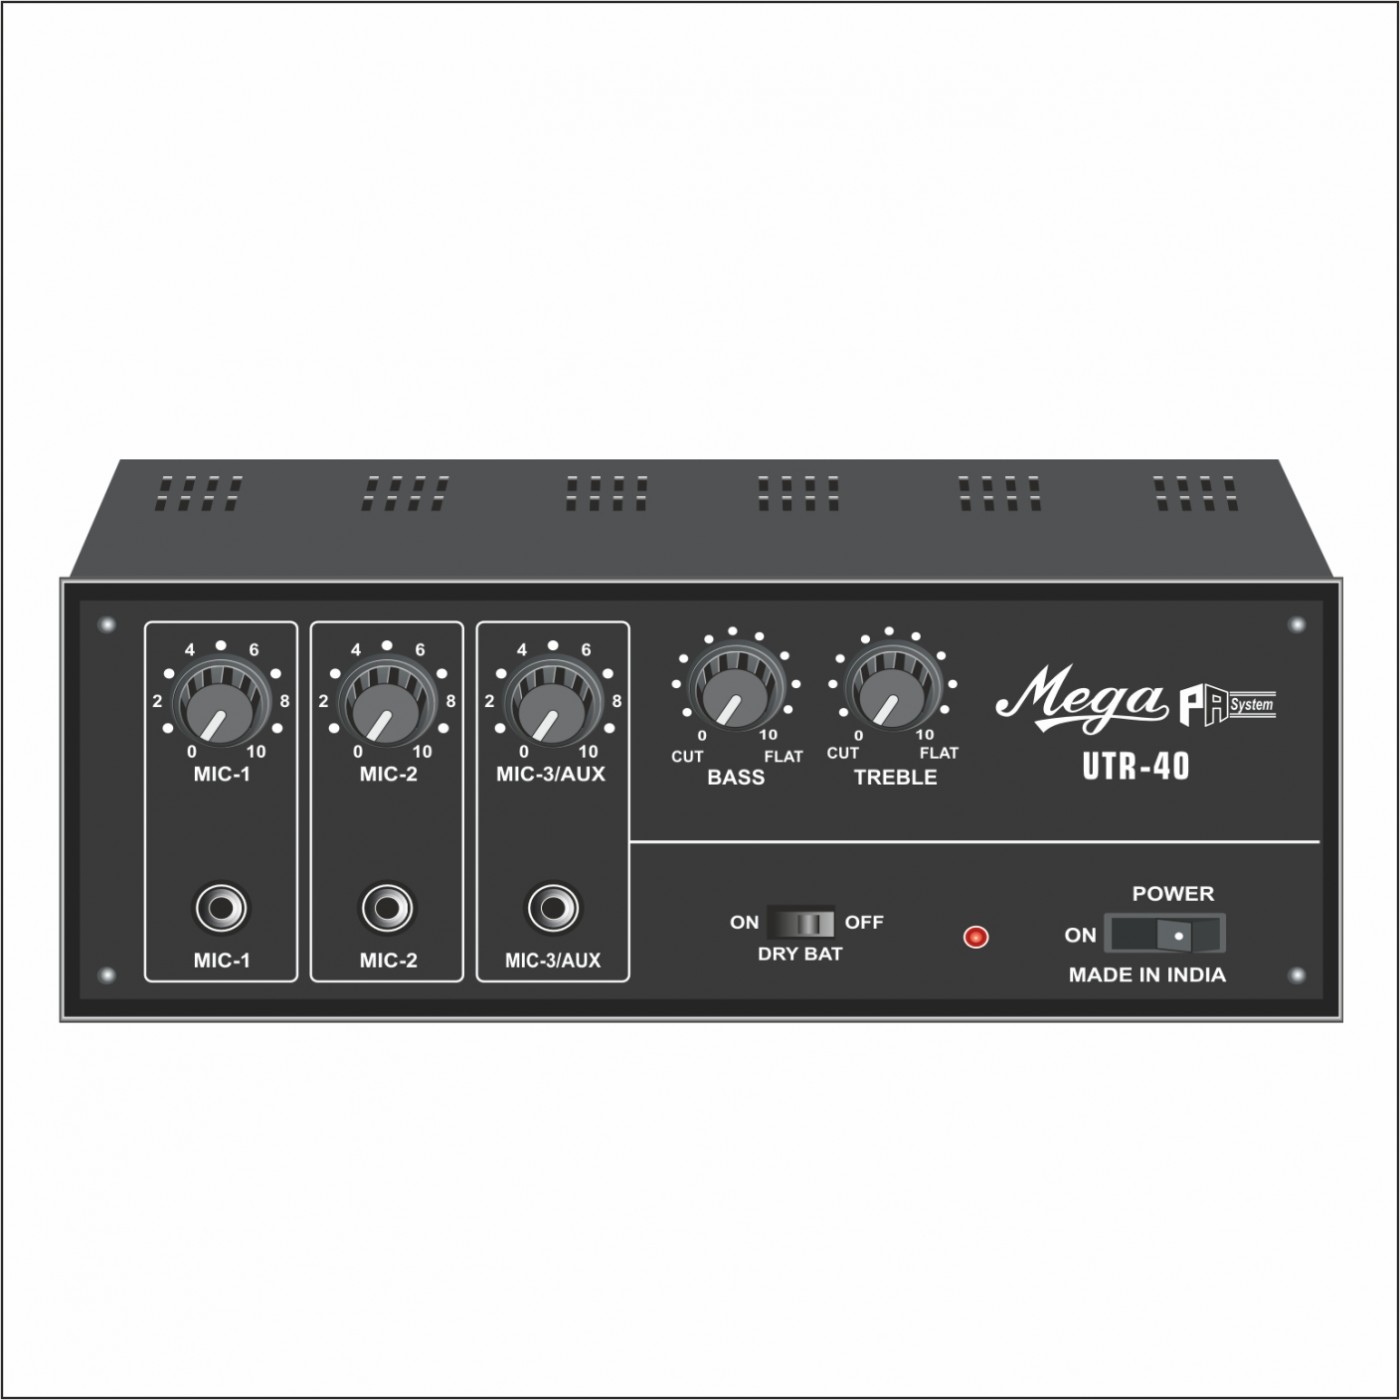 4 6
2 8
0 10
MIC-1
MIC-1
4 6
2 8
0 10
MIC-2
MIC-2
4 6
2 8
0 10
MIC-3/AUX
MIC-3/AUX
0 10
CUT FLAT
BASS
0 10
CUT FLAT
TREBLE
Mega PA System
UTR-40
ON OFF
DRY BAT
POWER
ON
MADE IN INDIA